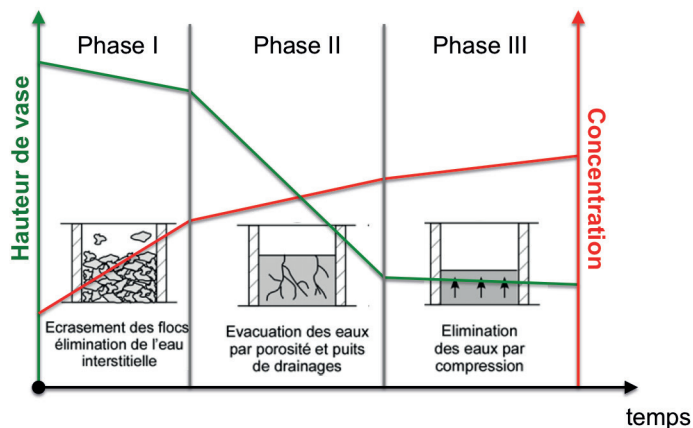 Phase I
Phase II
Phase III
Hauteur de vase
Concentration
Ecrasement des flocs
élimination de l'eau
interstitielle
Evacuation des eaux
par porosité et puits
de drainages
Elimination
des eaux par
compression
temps